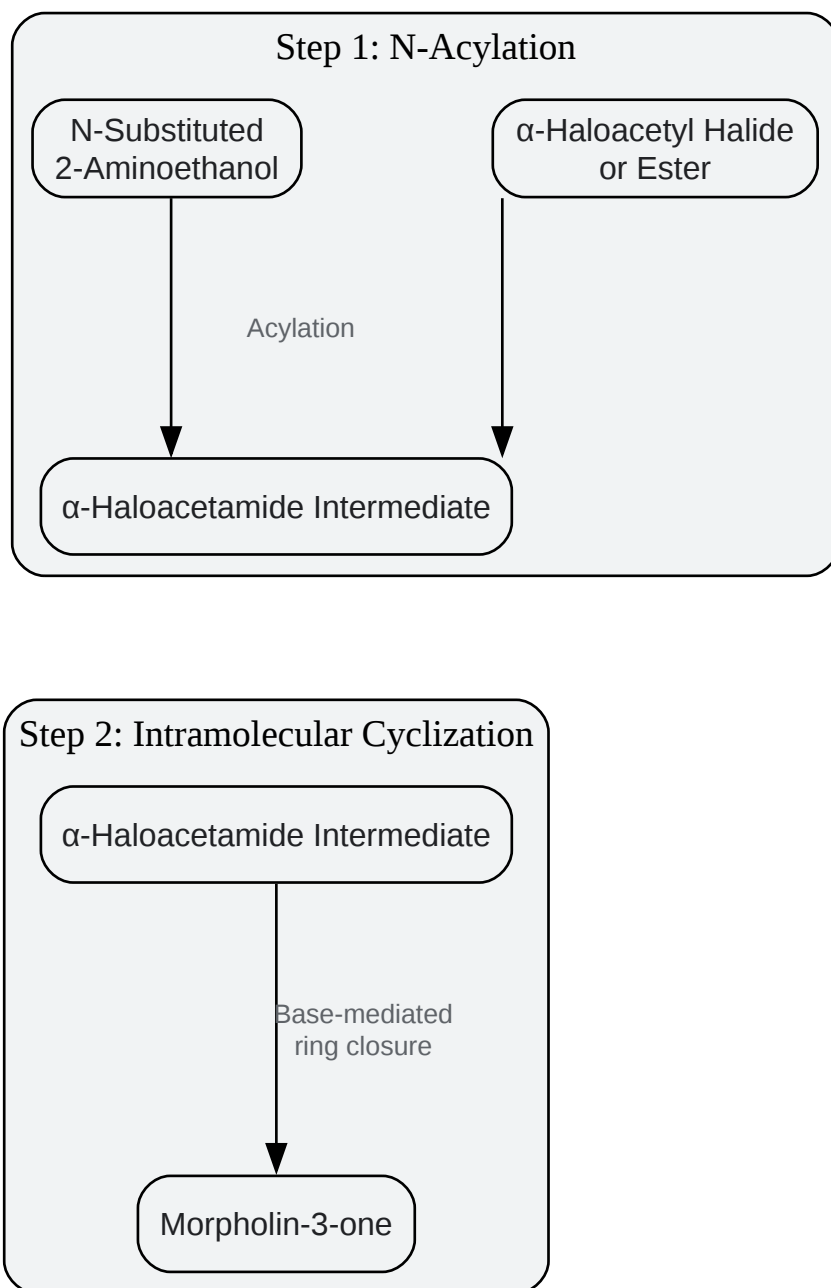 Step 1: N-Acylation
N-Substituted
2-Aminoethanol
α-Haloacetyl Halide
or Ester
Acylation
α-Haloacetamide Intermediate
Step 2: Intramolecular Cyclization
α-Haloacetamide Intermediate
Base-mediated
ring closure
Morpholin-3-one